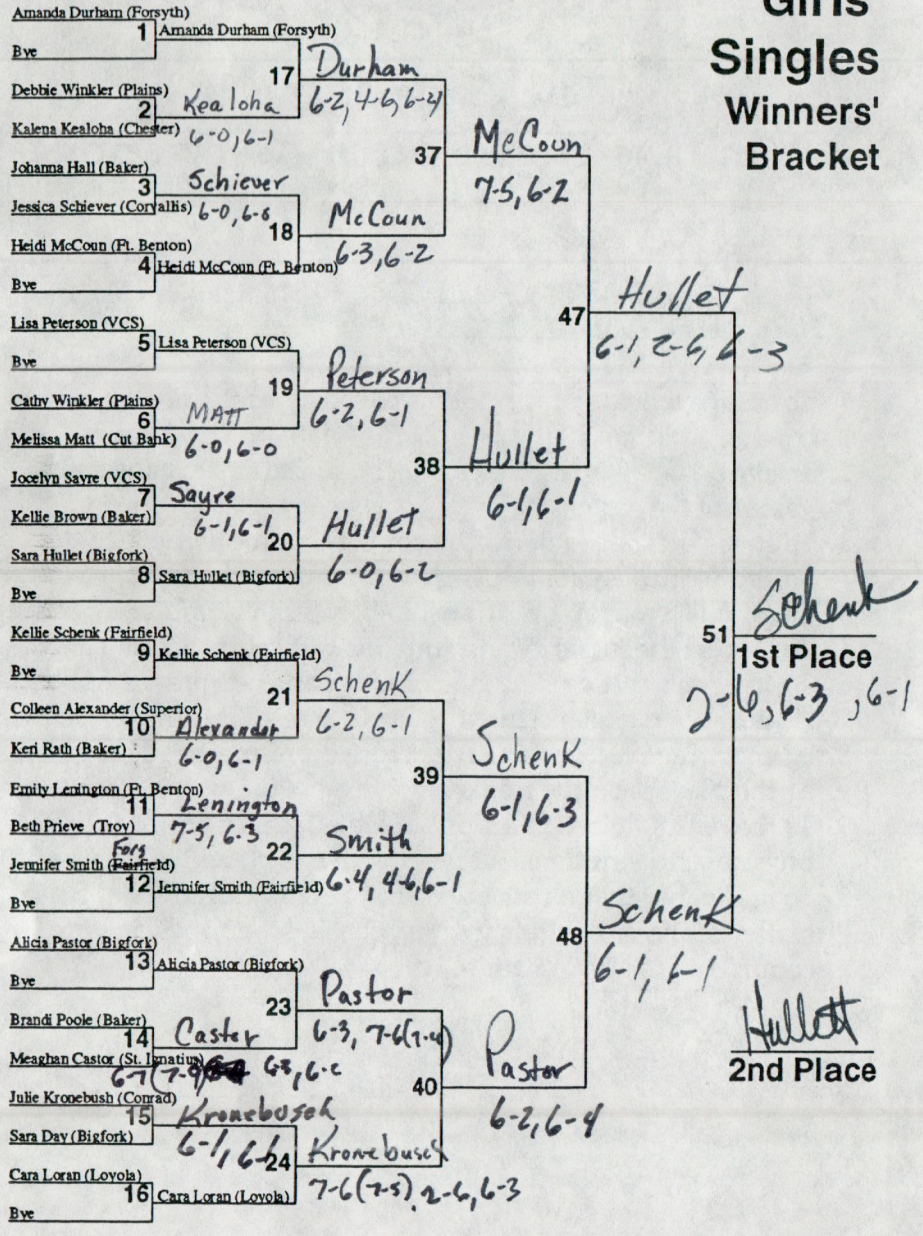 Girls
Singles
Winners'
Bracket
Amanda Durham (Forsyth)
1
Amanda Durham (Forsyth)
Bye
17
Durham
6-2, 4-6, 6-4
Debbie Winkler (Plains)
2
Kealoha
6-0, 6-1
Kalena Kealoha (Chester)
37
McCoun
7-5, 6-2
Johanna Hall (Baker)
3
Schiever
Jessica Schiever (Corvallis)
6-0, 6-0
18
McCoun
6-3, 6-2
Heidi McCoun (Ft. Benton)
4
Heidi McCoun (Ft. Benton)
Bye
47
Hullet
6-1, 2-6, 6-3
Lisa Peterson (VCS)
5
Lisa Peterson (VCS)
Bye
19
Peterson
6-2, 6-1
Cathy Winkler (Plains)
6
MATT
Melissa Matt (Cut Bank)
6-0, 6-0
38
Hullet
6-1, 6-1
Jocelyn Sayre (VCS)
7
Sayre
Kellie Brown (Baker)
6-1, 6-1
20
Hullet
6-0, 6-2
Sara Hullet (Bigfork)
8
Sara Hullet (Bigfork)
Bye
51
Schenk
1st Place
2-6, 6-3, 6-1
Kellie Schenk (Fairfield)
9
Kellie Schenk (Fairfield)
Bye
21
Schenk
6-2, 6-1
Colleen Alexander (Superior)
10
Alexander
Keri Rath (Baker)
6-0, 6-1
39
Schenk
6-1, 6-3
Emily Lenington (Ft. Benton)
11
Lenington
Beth Prieve (Troy)
7-5, 6-3
22
Smith
6-4, 4-6, 6-1
Fors
Jennifer Smith (Fairfield)
12
Jennifer Smith (Fairfield)
Bye
48
Schenk
6-1, 6-1
Alicia Pastor (Bigfork)
13
Alicia Pastor (Bigfork)
Bye
23
Pastor
6-3, 7-6(7-4)
Brandi Poole (Baker)
14
Caster
Meaghan Castor (St. Ignatius)
40
Pastor
6-2, 6-4
Julie Kronebush (Conrad)
15
Kronebusch
Sara Day (Bigfork)
6-1, 6-1
24
Kronebusch
7-6(7-5), 2-6, 6-3
Cara Loran (Loyola)
16
Cara Loran (Loyola)
Bye
Hullett
2nd Place